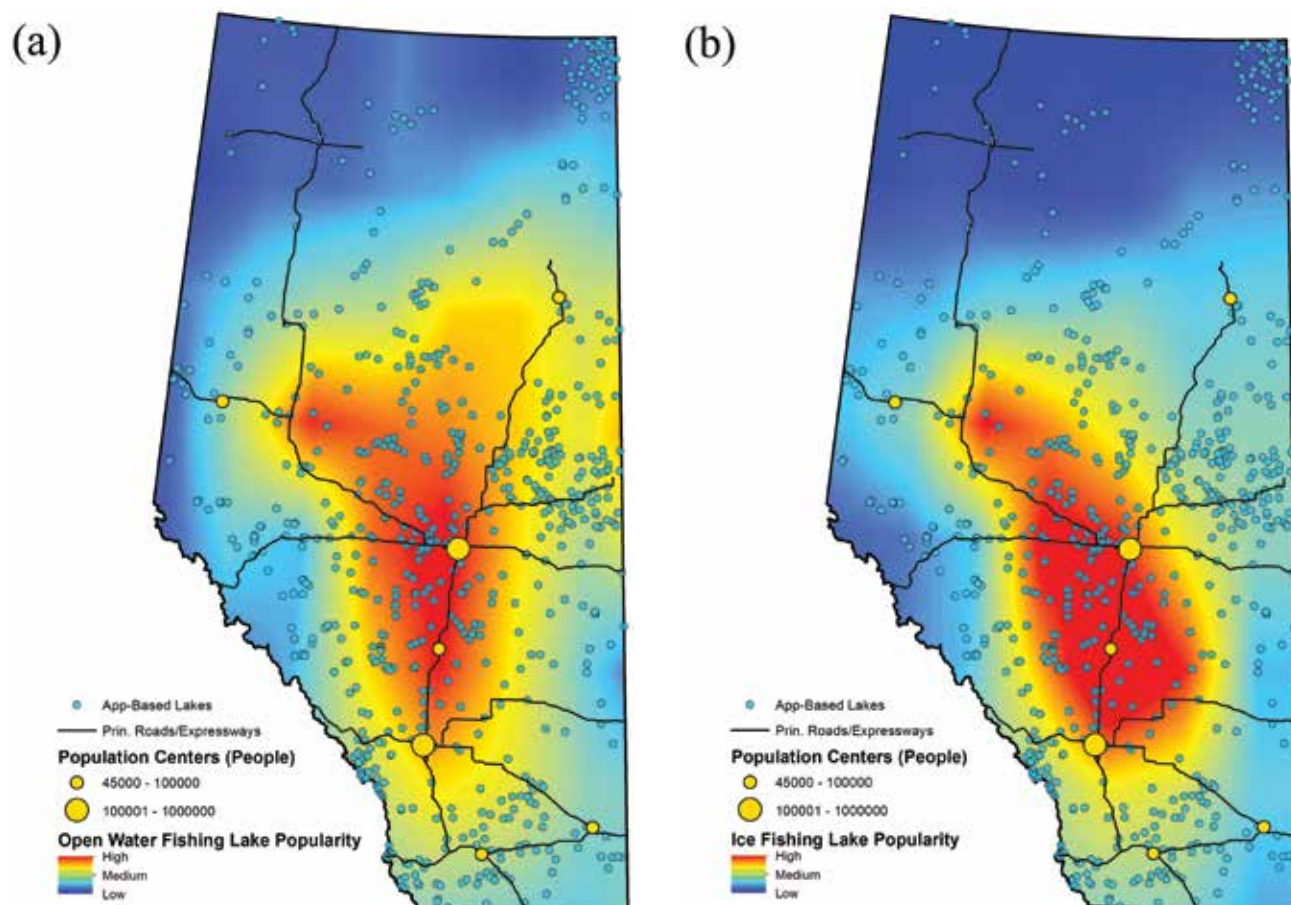 (a)
App-Based Lakes
Prin. Roads/Expressways
Population Centers (People)
45000 - 100000
100001 - 1000000
Open Water Fishing Lake Popularity
High
Medium
Low
(b)
App-Based Lakes
Prin. Roads/Expressways
Population Centers (People)
45000 - 100000
100001 - 1000000
Ice Fishing Lake Popularity
High
Medium
Low